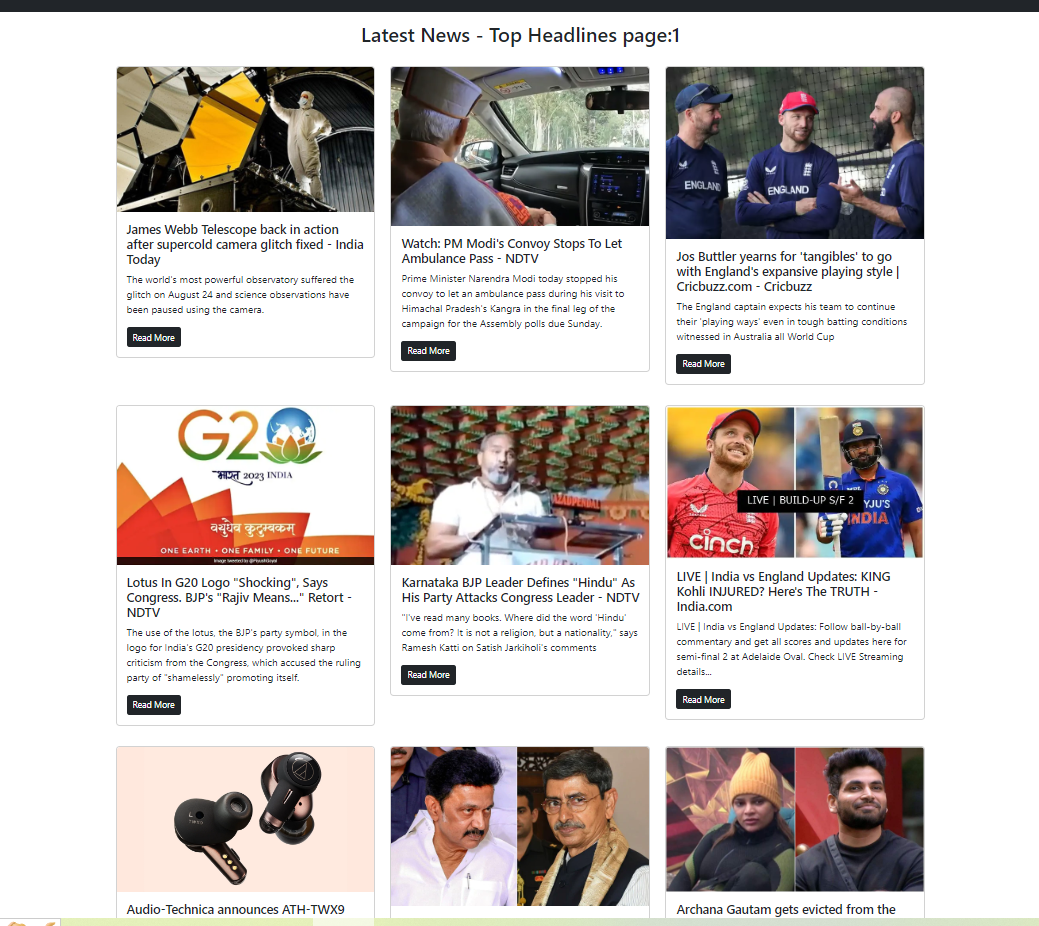 Latest News - Top Headlines page:1
James Webb Telescope back in action
after supercold camera glitch fixed - India
Today
The world's most powerful observatory suffered the
glitch on August 24 and science observations have
been paused using the camera.
Read More
Watch: PM Modi's Convoy Stops To Let
Ambulance Pass - NDTV
Prime Minister Narendra Modi today stopped his
convoy to let an ambulance pass during his visit to
Himachal Pradesh's Kangra in the final leg of the
campaign for the Assembly polls due Sunday.
Read More
ENGLAND
ENGLAND
Jos Buttler yearns for 'tangibles' to go
with England's expansive playing style |
Cricbuzz.com - Cricbuzz
The England captain expects his team to continue
their 'playing ways' even in tough batting conditions
witnessed in Australia all World Cup
Read More
G20
भारत 2023 INDIA
वसुधैव कुटुम्बकम्
ONE EARTH • ONE FAMILY • ONE FUTURE
Image tweeted by @PiyushGoyal
Lotus In G20 Logo "Shocking", Says
Congress. BJP's "Rajiv Means..." Retort -
NDTV
The use of the lotus, the BJP's party symbol, in the
logo for India's G20 presidency provoked sharp
criticism from the Congress, which accused the ruling
party of "shamelessly" promoting itself.
Read More
Karnataka BJP Leader Defines "Hindu" As
His Party Attacks Congress Leader - NDTV
"I've read many books. Where did the word 'Hindu'
come from? It is not a religion, but a nationality," says
Ramesh Katti on Satish Jarkiholi's comments
Read More
LIVE | BUILD-UP S/F 2
cinch
BYJU'S
INDIA
LIVE | India vs England Updates: KING
Kohli INJURED? Here's The TRUTH -
India.com
LIVE | India vs England Updates: Follow ball-by-ball
commentary and get all scores and updates here for
semi-final 2 at Adelaide Oval. Check LIVE Streaming
details...
Read More
L
Audio-Technica announces ATH-TWX9
Archana Gautam gets evicted from the